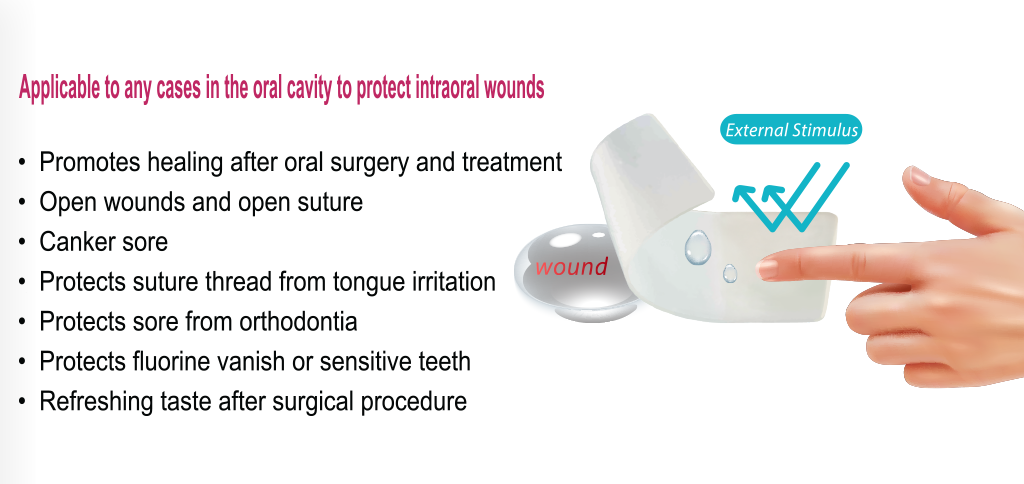 Applicable to any cases in the oral cavity to protect intraoral wounds
• Promotes healing after oral surgery and treatment
• Open wounds and open suture
• Canker sore
• Protects suture thread from tongue irritation
• Protects sore from orthodontia
• Protects fluorine vanish or sensitive teeth
• Refreshing taste after surgical procedure
External Stimulus
wound